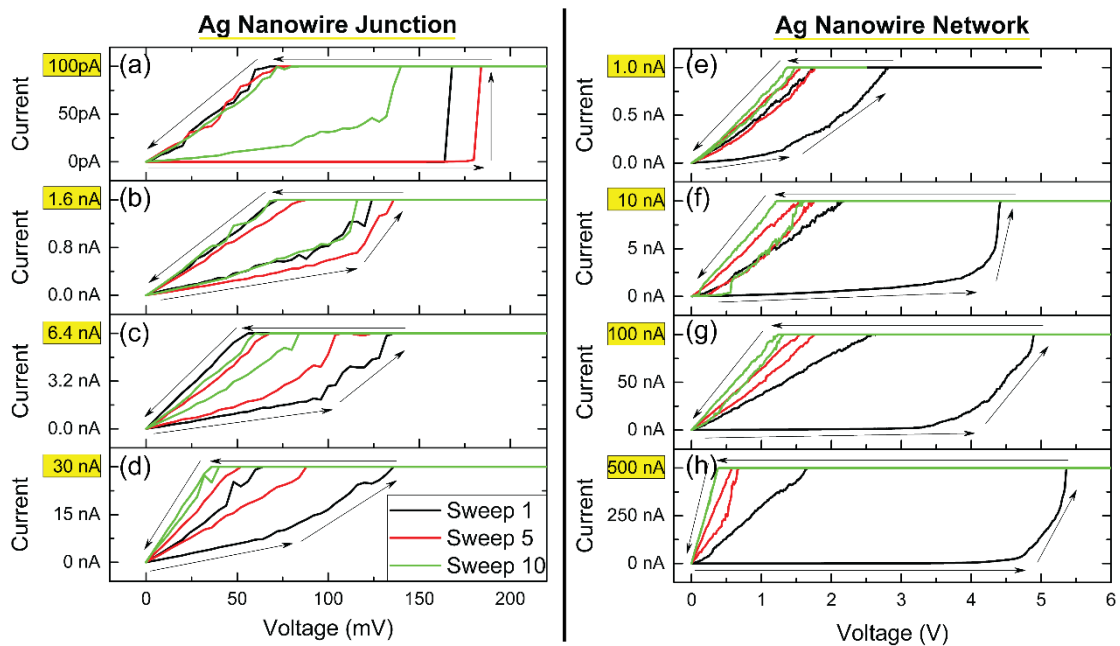 Ag Nanowire Junction
100pA
50pA
0pA
Current
(a)
1.6 nA
0.8 nA
0.0 nA
Current
(b)
6.4 nA
3.2 nA
0.0 nA
Current
(c)
30 nA
15 nA
0 nA
Current
(d)
Sweep 1
Sweep 5
Sweep 10
0 50 100 150 200
Voltage (mV)
Ag Nanowire Network
1.0 nA
0.5 nA
0.0 nA
Current
(e)
10 nA
5 nA
0 nA
Current
(f)
100 nA
50 nA
0 nA
Current
(g)
500 nA
250 nA
0 nA
Current
(h)
0 1 2 3 4 5 6
Voltage (V)